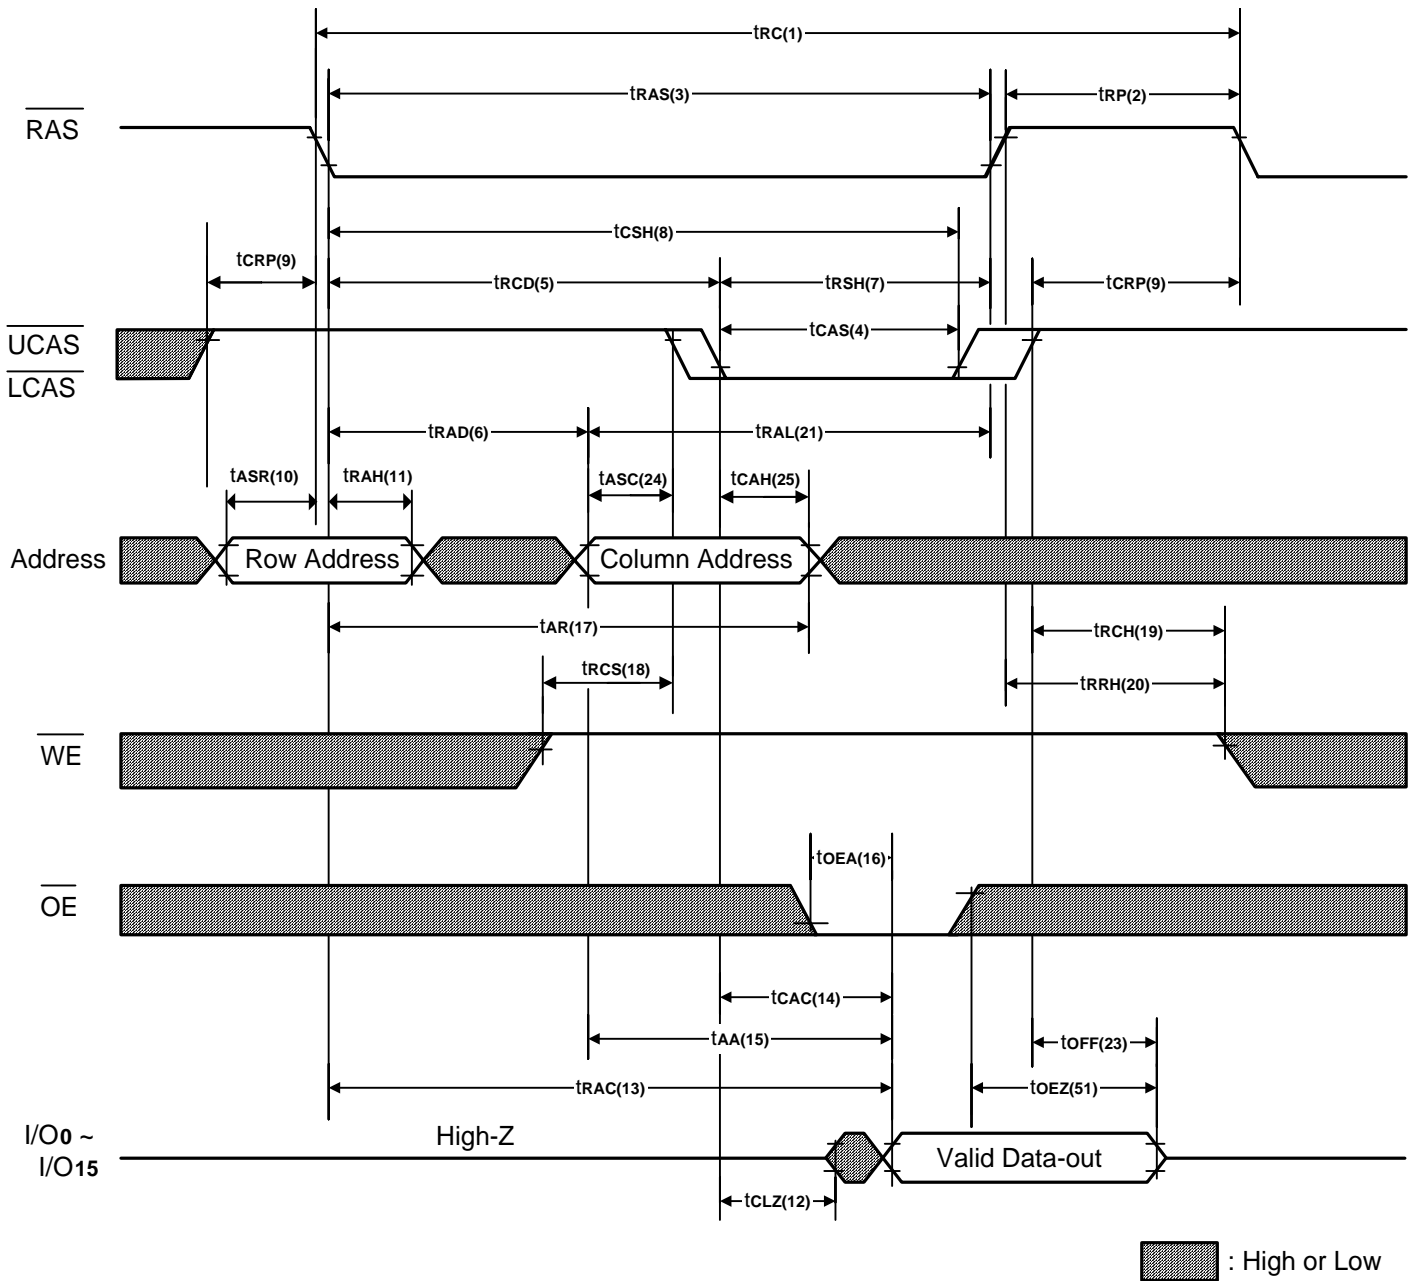 tRC(1)
tRAS(3)
tRP(2)
RAS
tCSH(8)
tCRP(9)
tRCD(5)
tRSH(7)
tCRP(9)
UCAS
tCAS(4)
LCAS
tRAD(6)
tRAL(21)
tASR(10)
tRAH(11)
tASC(24)
tCAH(25)
Address
Row Address
Column Address
tAR(17)
tRCH(19)
tRCS(18)
tRRH(20)
WE
tOEA(16)
OE
tCAC(14)
tAA(15)
tOFF(23)
tRAC(13)
tOEZ(51)
I/O0 ~
I/O15
High-Z
Valid Data-out
tCLZ(12)
: High or Low